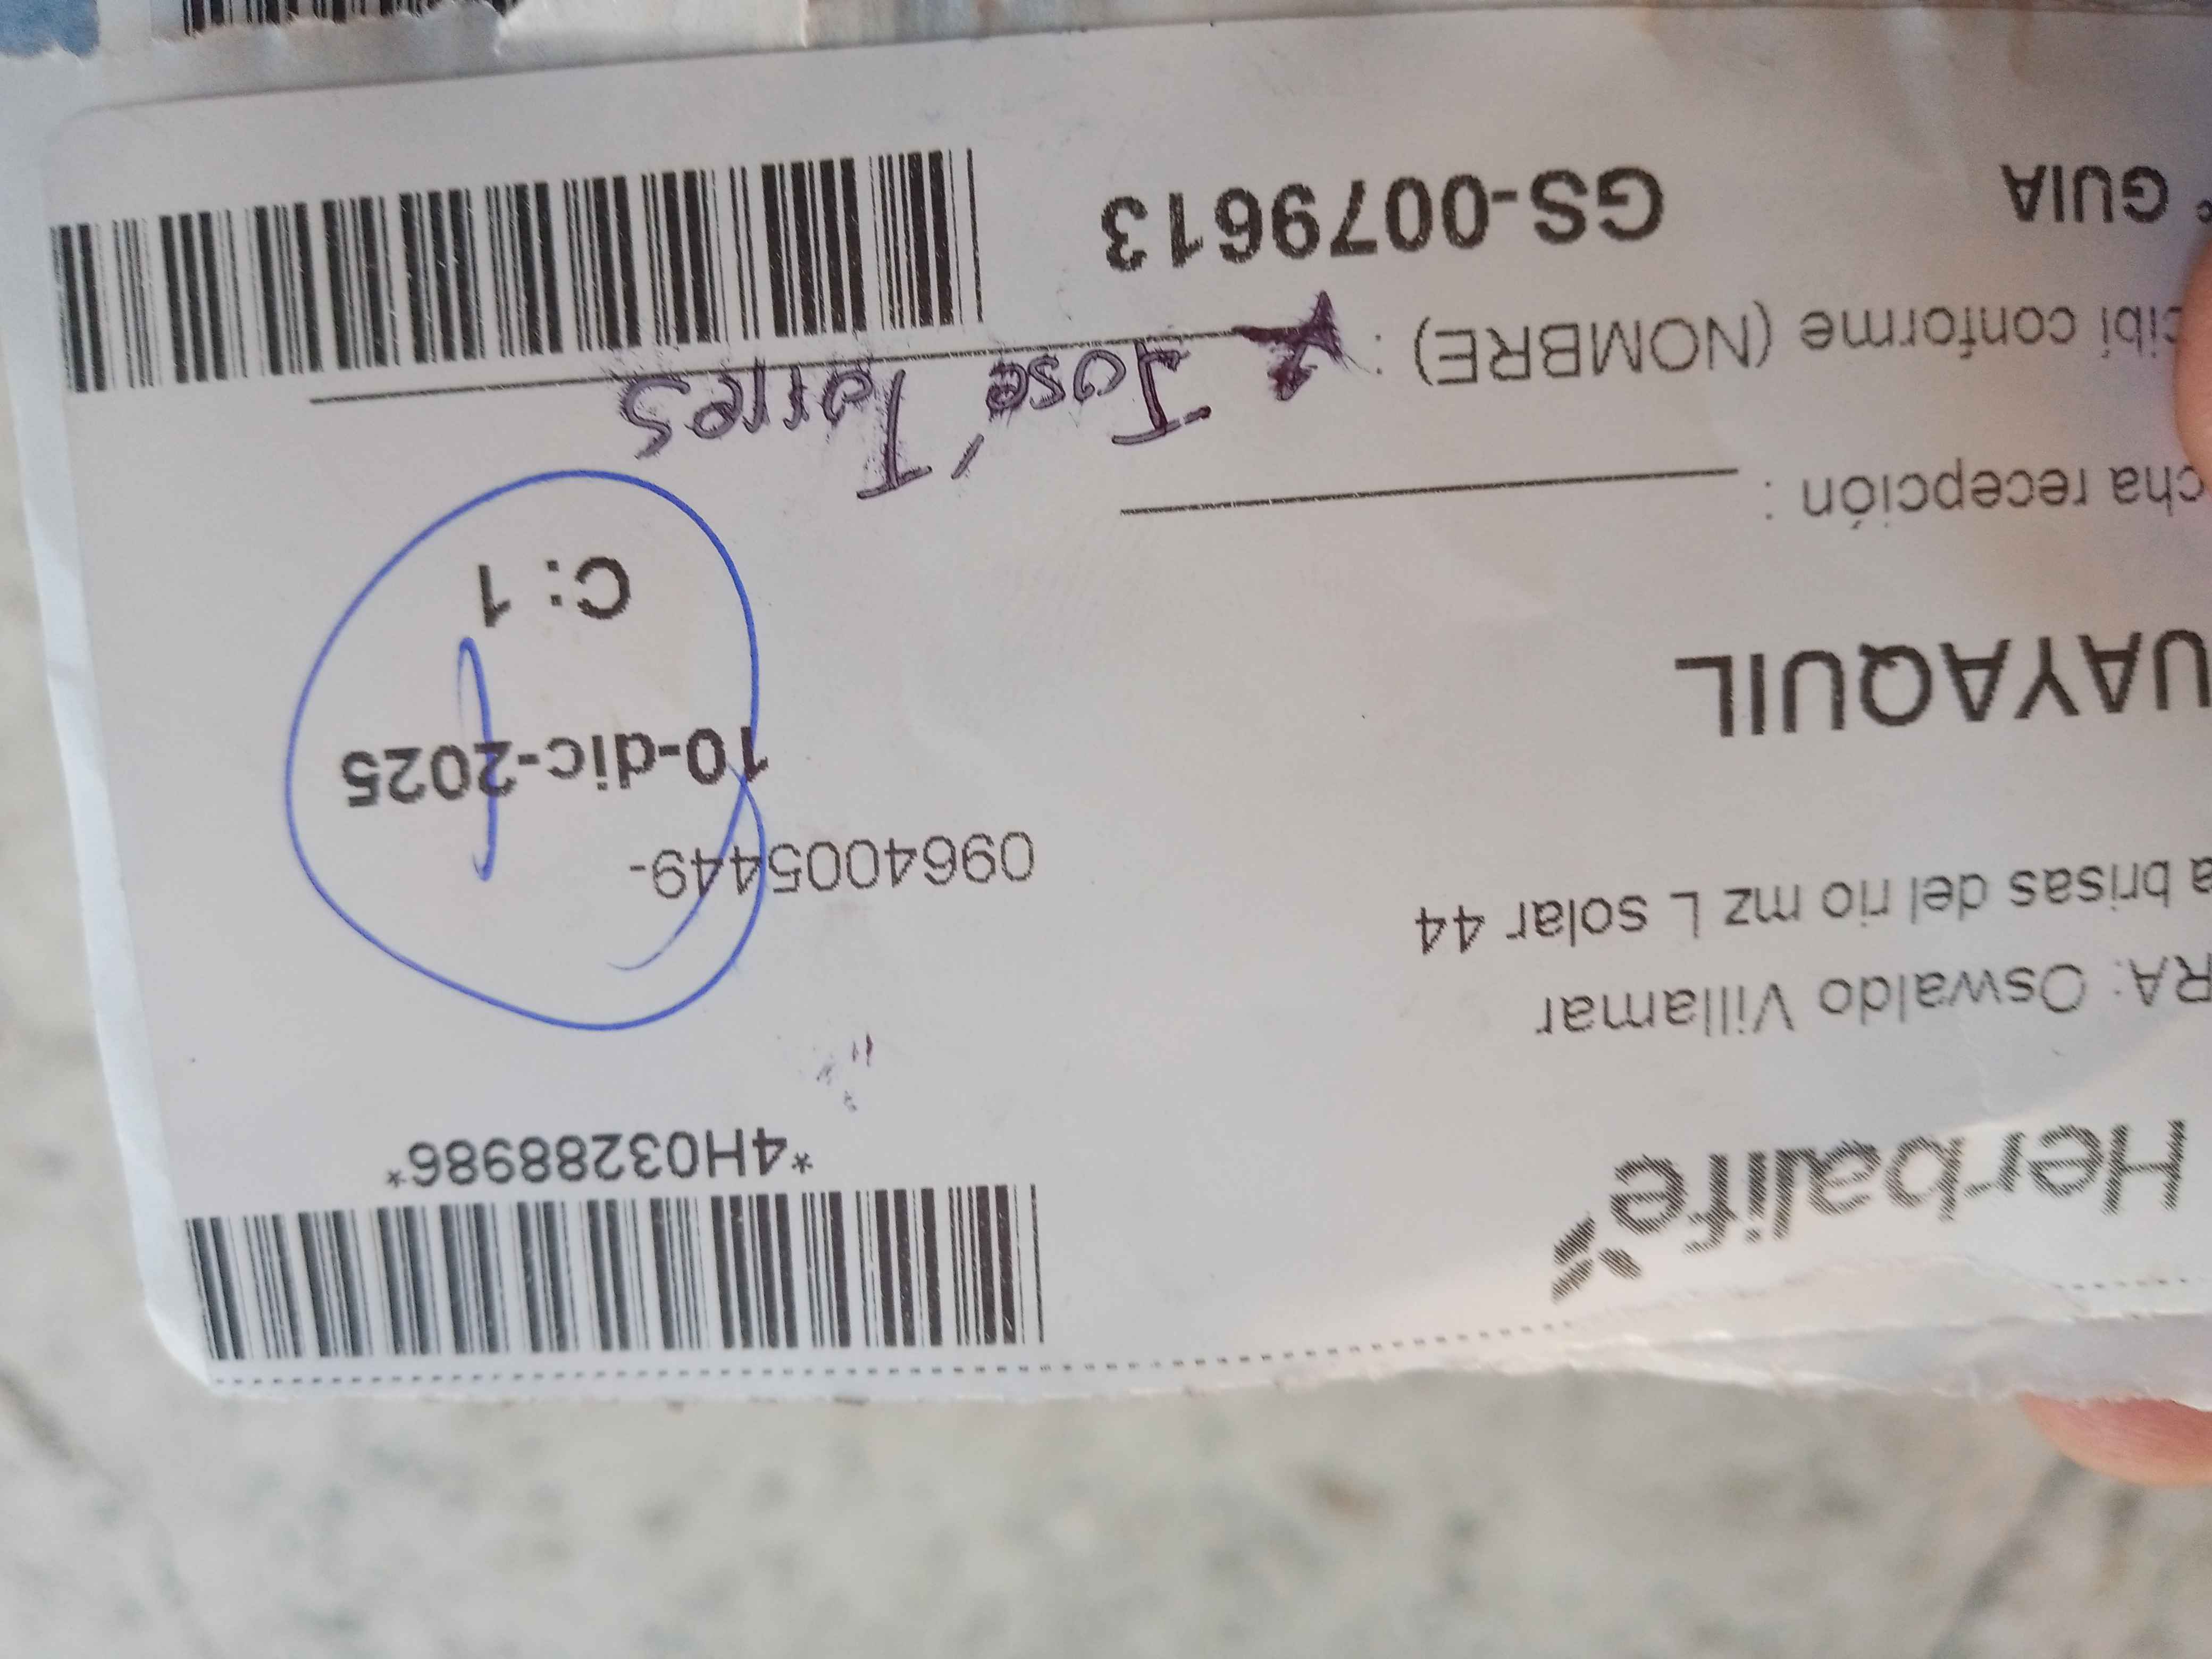 Herbalife
*4H03288986*
RA: Oswaldo Villamar
a brisas del rio mz L solar 44
0964005449-
10-dic-2025
UAYAQUIL
C: 1
cha recepción :
cibí conforme (NOMBRE) : José Torres
GUIA GS-0079613